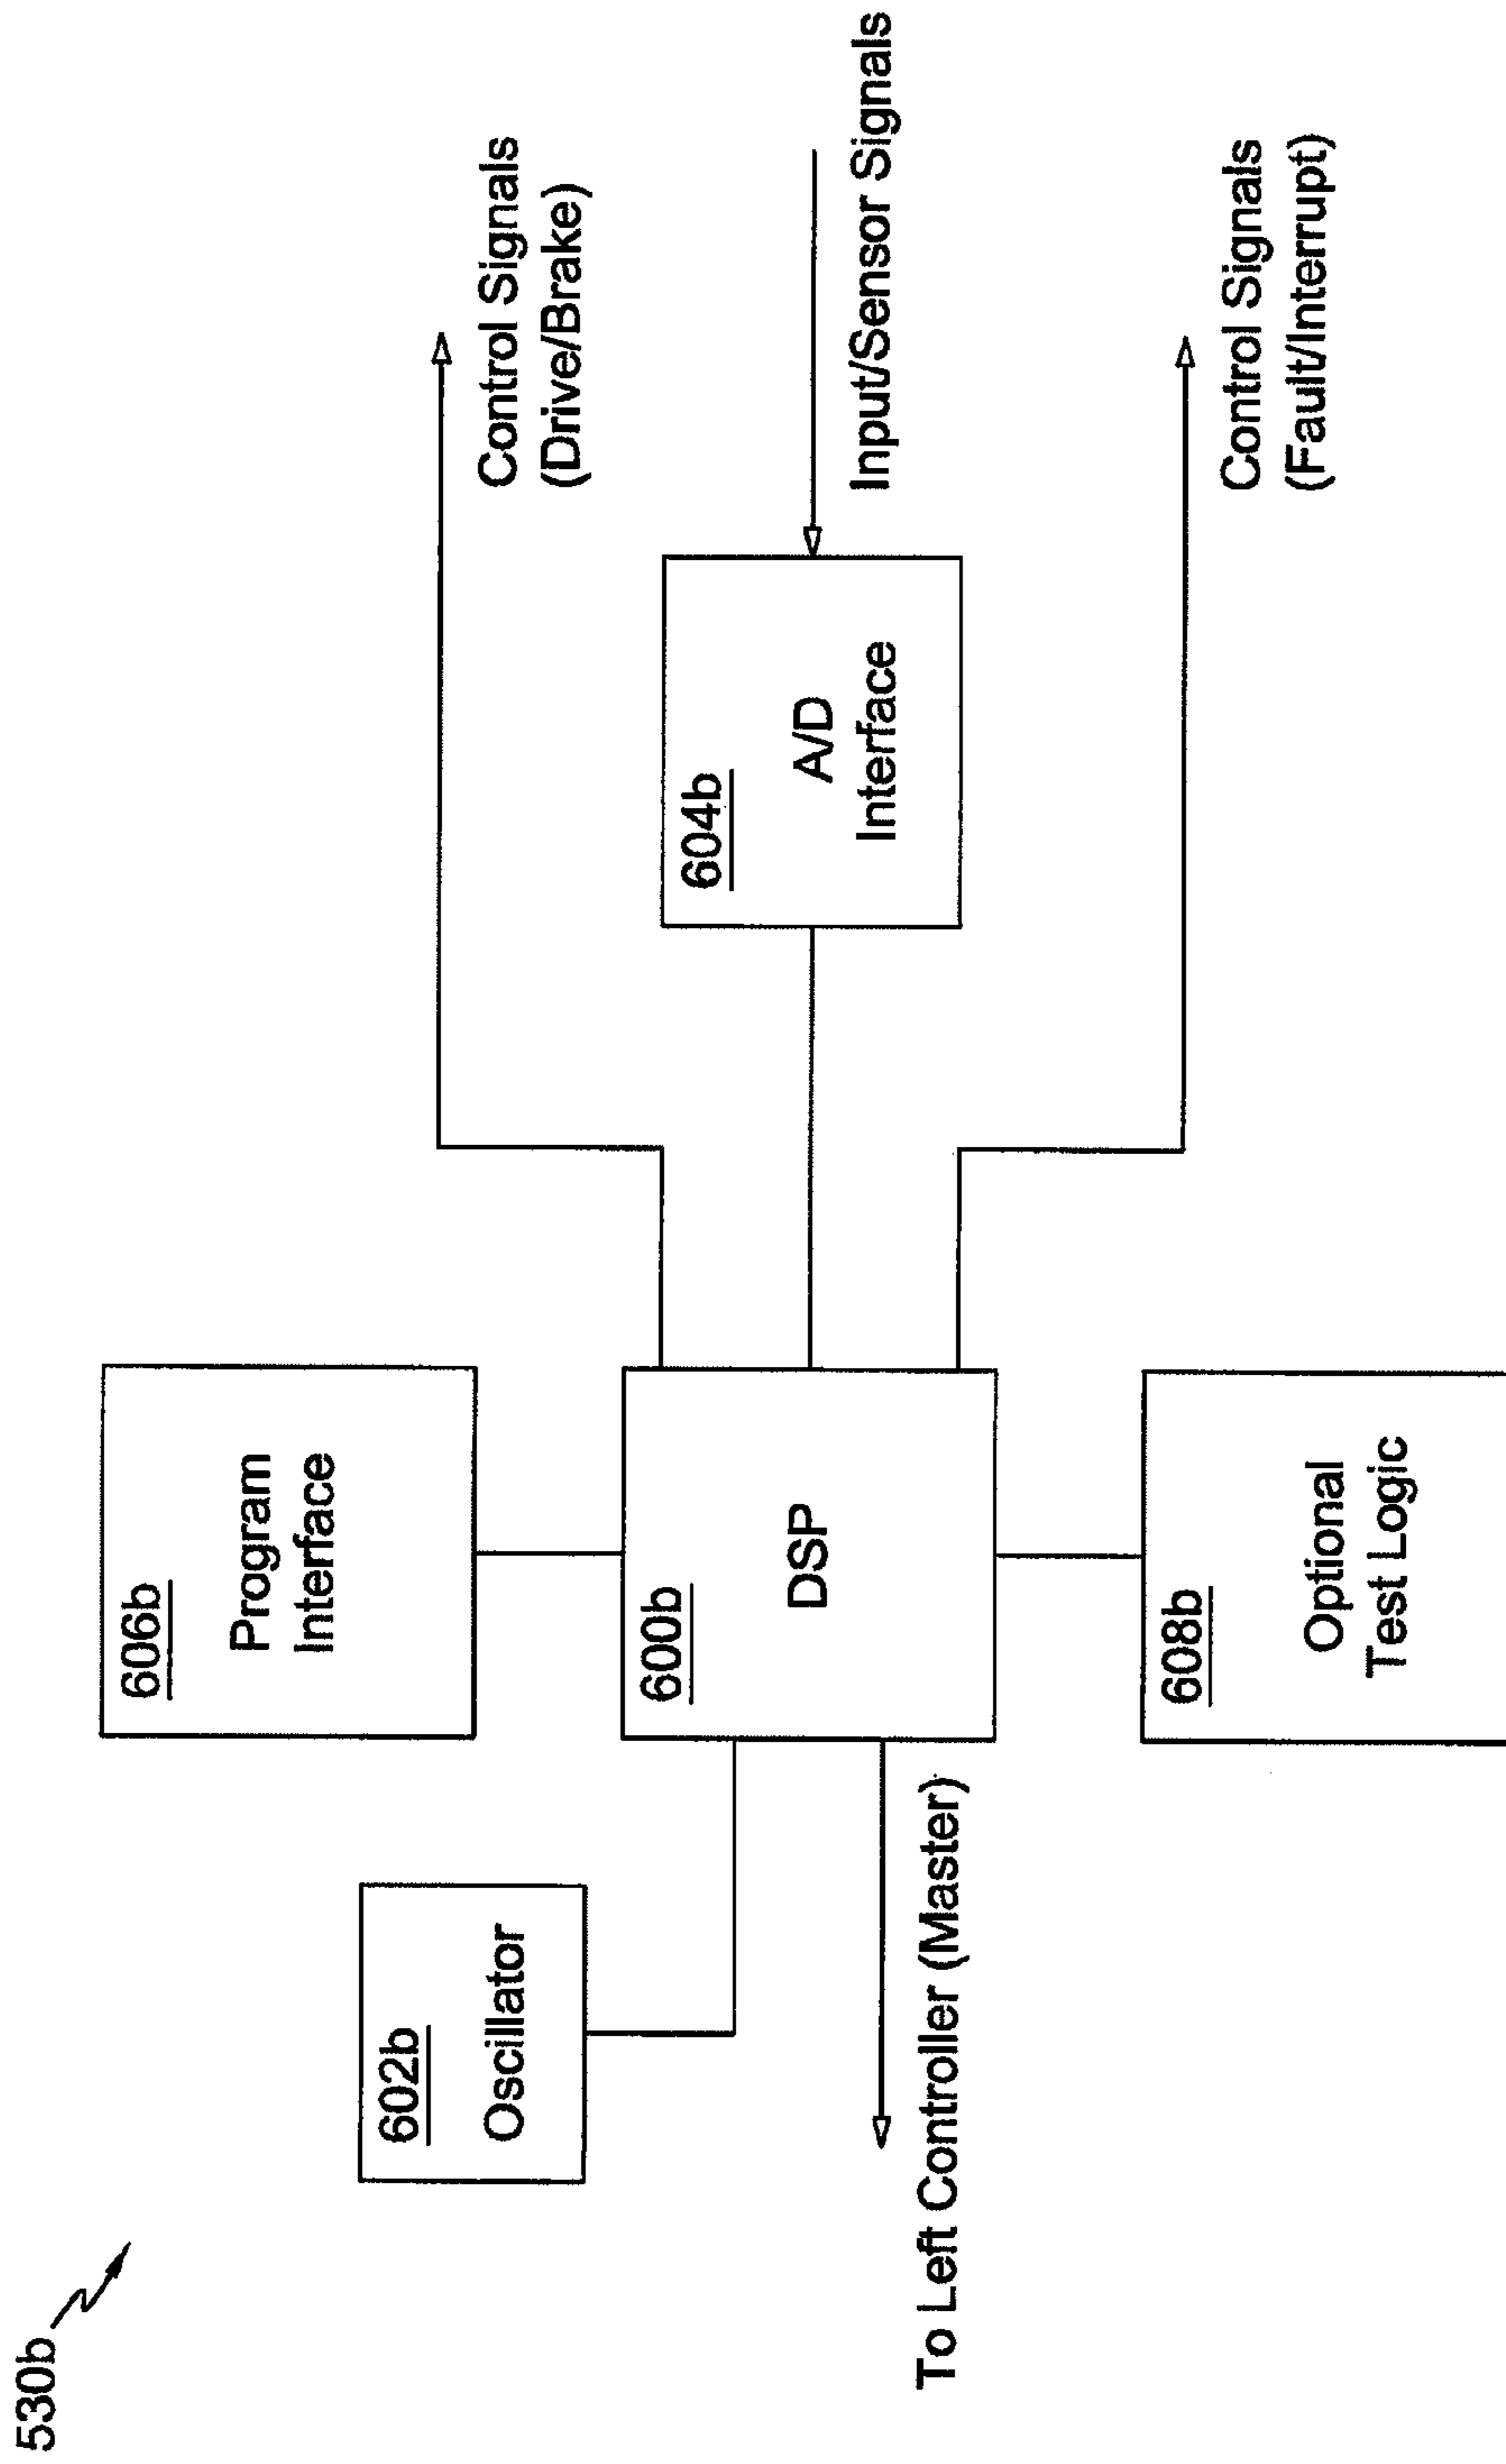 530b
606b
Program
Interface
602b
Oscillator
600b
DSP
604b
A/D
Interface
Control Signals
(Drive/Brake)
Input/Sensor Signals
Control Signals
(Fault/Interrupt)
To Left Controller (Master)
608b
Optional
Test Logic